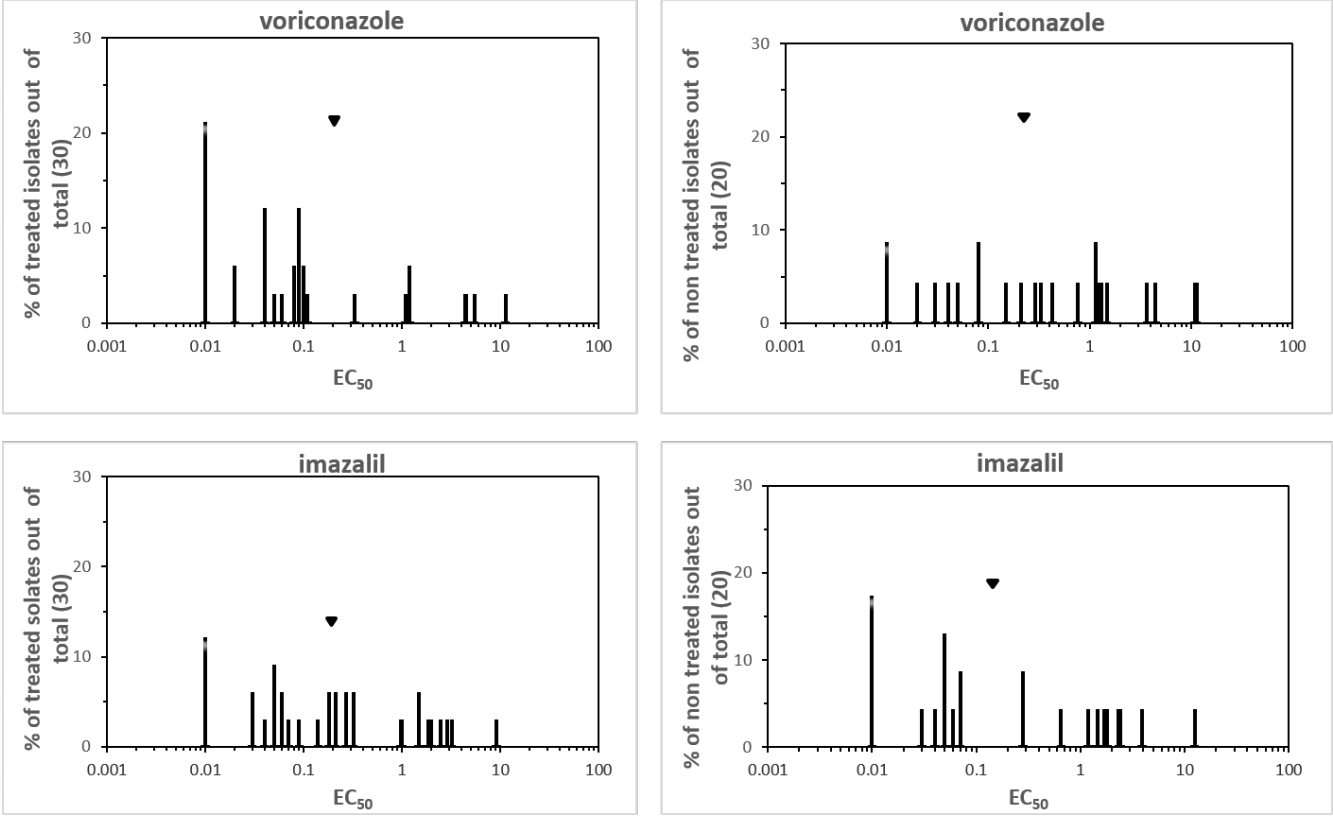 voriconazole
% of treated isolates out of
total (30)
30
20
10
0
0.001 0.01 0.1 1 10 100
EC50
voriconazole
% of non treated isolates out of
total (20)
30
20
10
0
0.001 0.01 0.1 1 10 100
EC50
imazalil
% of treated solates out of
total (30)
30
20
10
0
0.001 0.01 0.1 1 10 100
EC50
imazalil
% of non treated isolates out
of total (20)
30
20
10
0
0.001 0.01 0.1 1 10 100
EC50